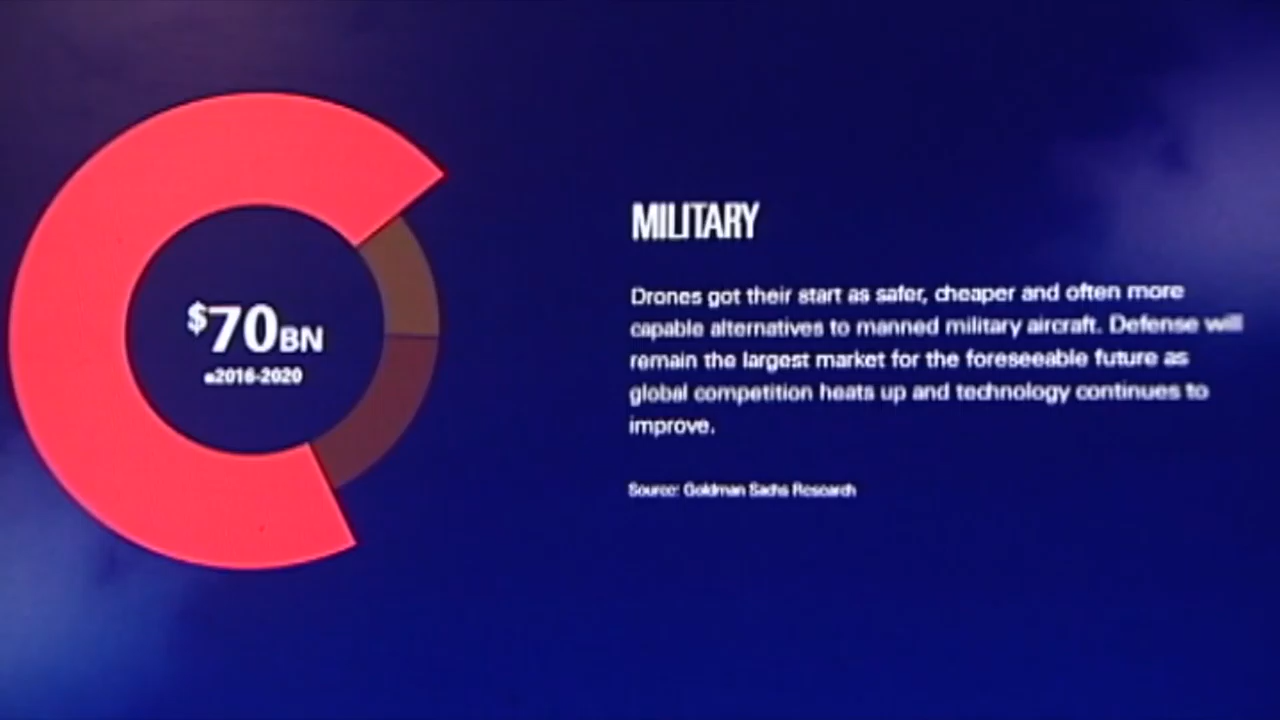 MILITARY
Drones got their start as safer, cheaper and often more
capable alternatives to manned military aircraft. Defense will
remain the largest market for the foreseeable future as
global competition heats up and technology continues to
improve.
Source: Goldman Sachs Research
$70BN
e2016-2020